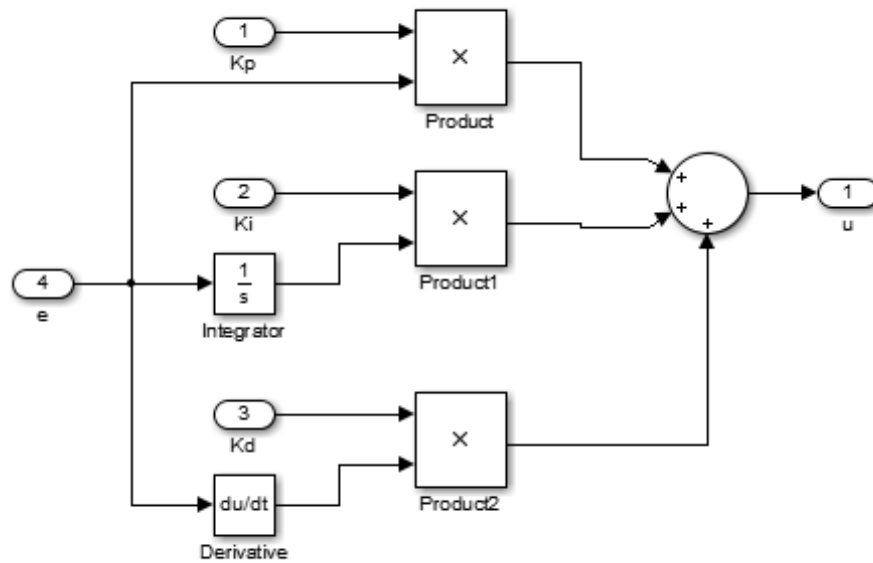 1
Kp
×
Product
+
+
+
2
Ki
×
Product1
1
u
4
e
1
s
Integrator
3
Kd
×
Product2
du/dt
Derivative